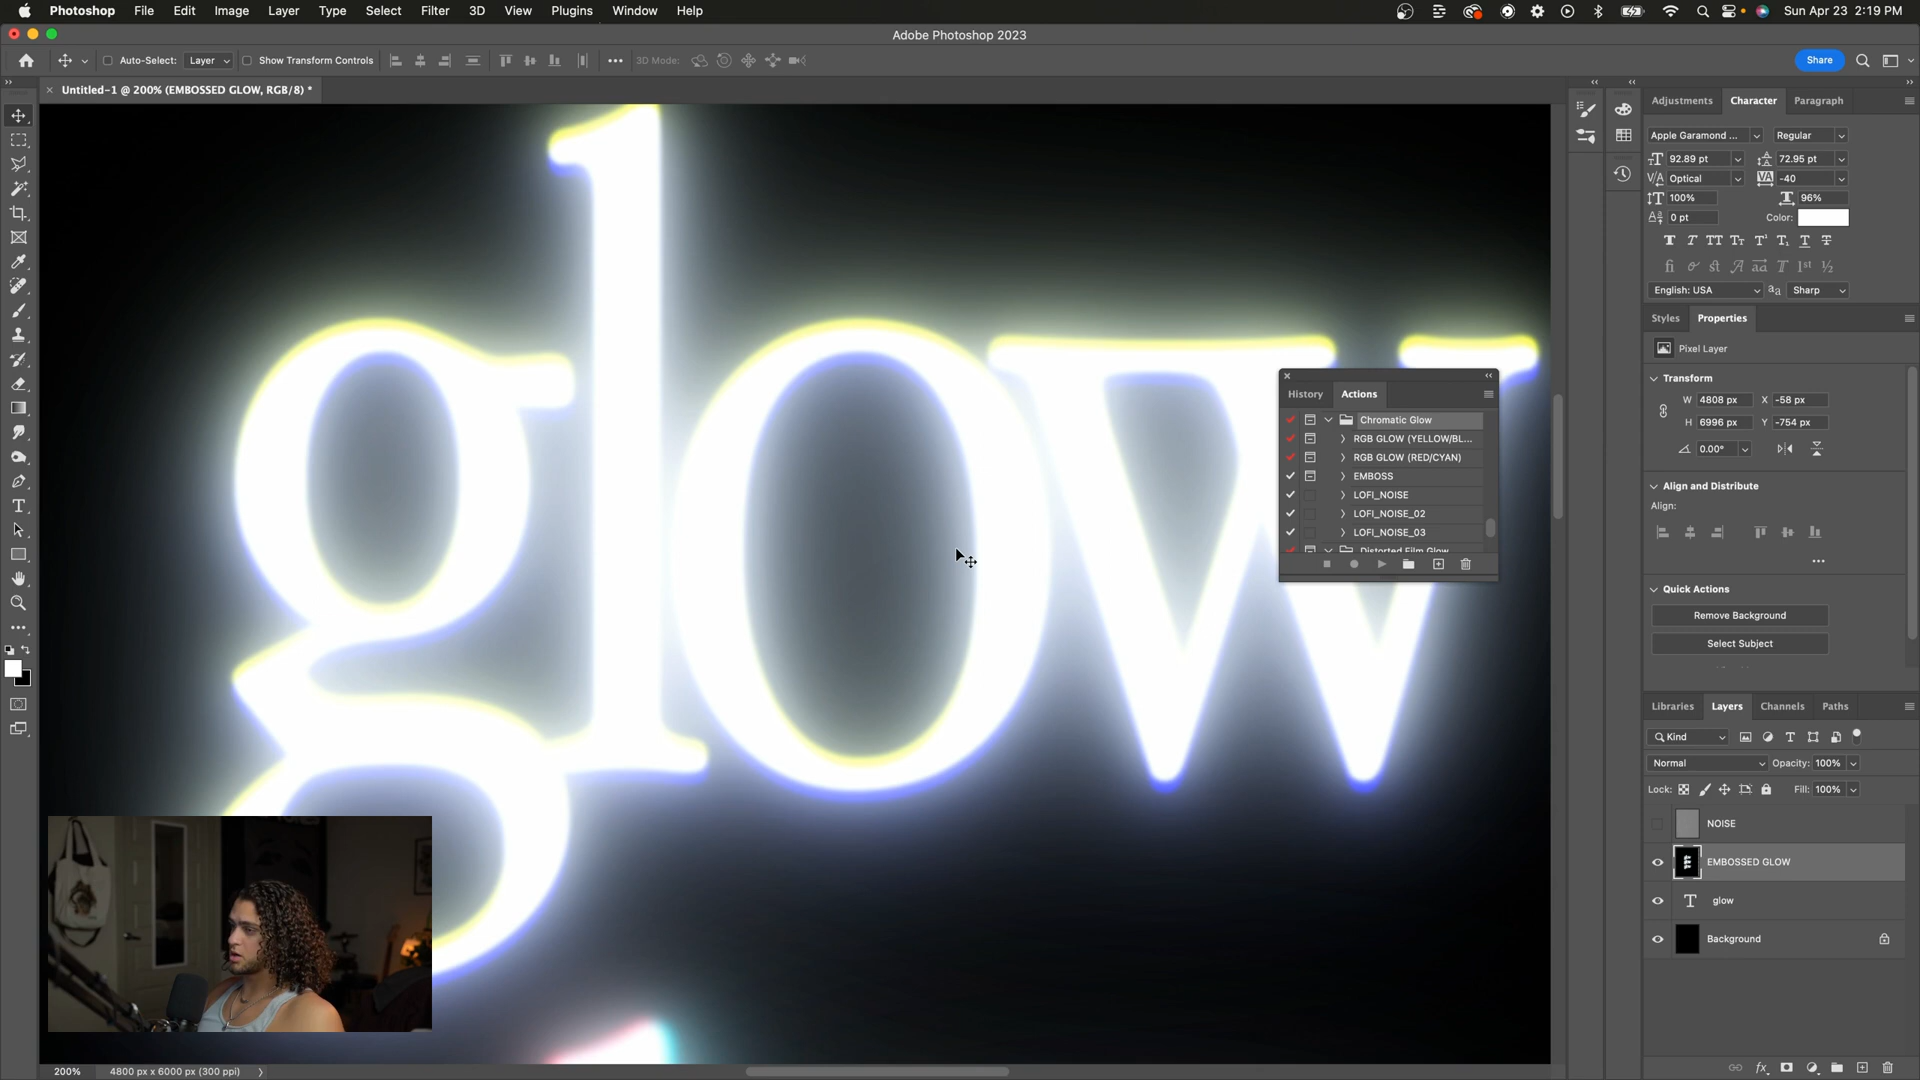 Photoshop File Edit Image Layer Type Select Filter 3D View Plugins Window Help Sun Apr 23 2:19 PM
Adobe Photoshop 2023
Auto-Select: Layer Show Transform Controls 3D Mode: Share
Untitled-1 @ 200% (EMBOSSED GLOW, RGB/8) *
glow
History Actions
Chromatic Glow
RGB GLOW (YELLOW/BL...
RGB GLOW (RED/CYAN)
EMBOSS
LOFI_NOISE
LOFI_NOISE_02
LOFI_NOISE_03
Distorted Film Glow
Adjustments Character Paragraph
Apple Garamond ... Regular
92.89 pt 72.95 pt
Optical -40
100% 96%
0 pt Color:
English: USA Sharp
Styles Properties
Pixel Layer
Transform
W 4808 px X -58 px
H 6996 px Y -754 px
0.00°
Align and Distribute
Align:
Quick Actions
Remove Background
Select Subject
Libraries Layers Channels Paths
Kind
Normal Opacity: 100%
Lock: Fill: 100%
NOISE
EMBOSSED GLOW
glow
Background
200% 4800 px x 6000 px (300 ppi)